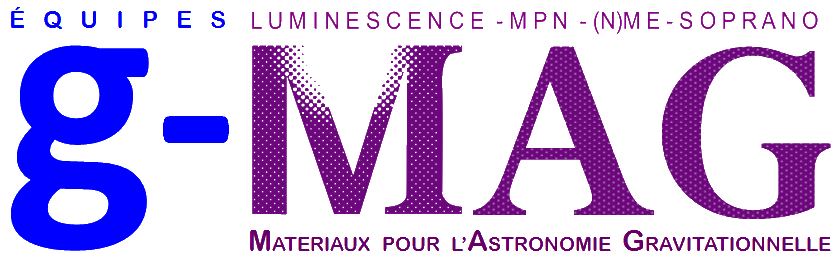 ÉQUIPES LUMINESCENCE - MPN - (N)ME - SOPRANO
g-MAG
MATERIAUX POUR L'ASTRONOMIE GRAVITATIONNELLE